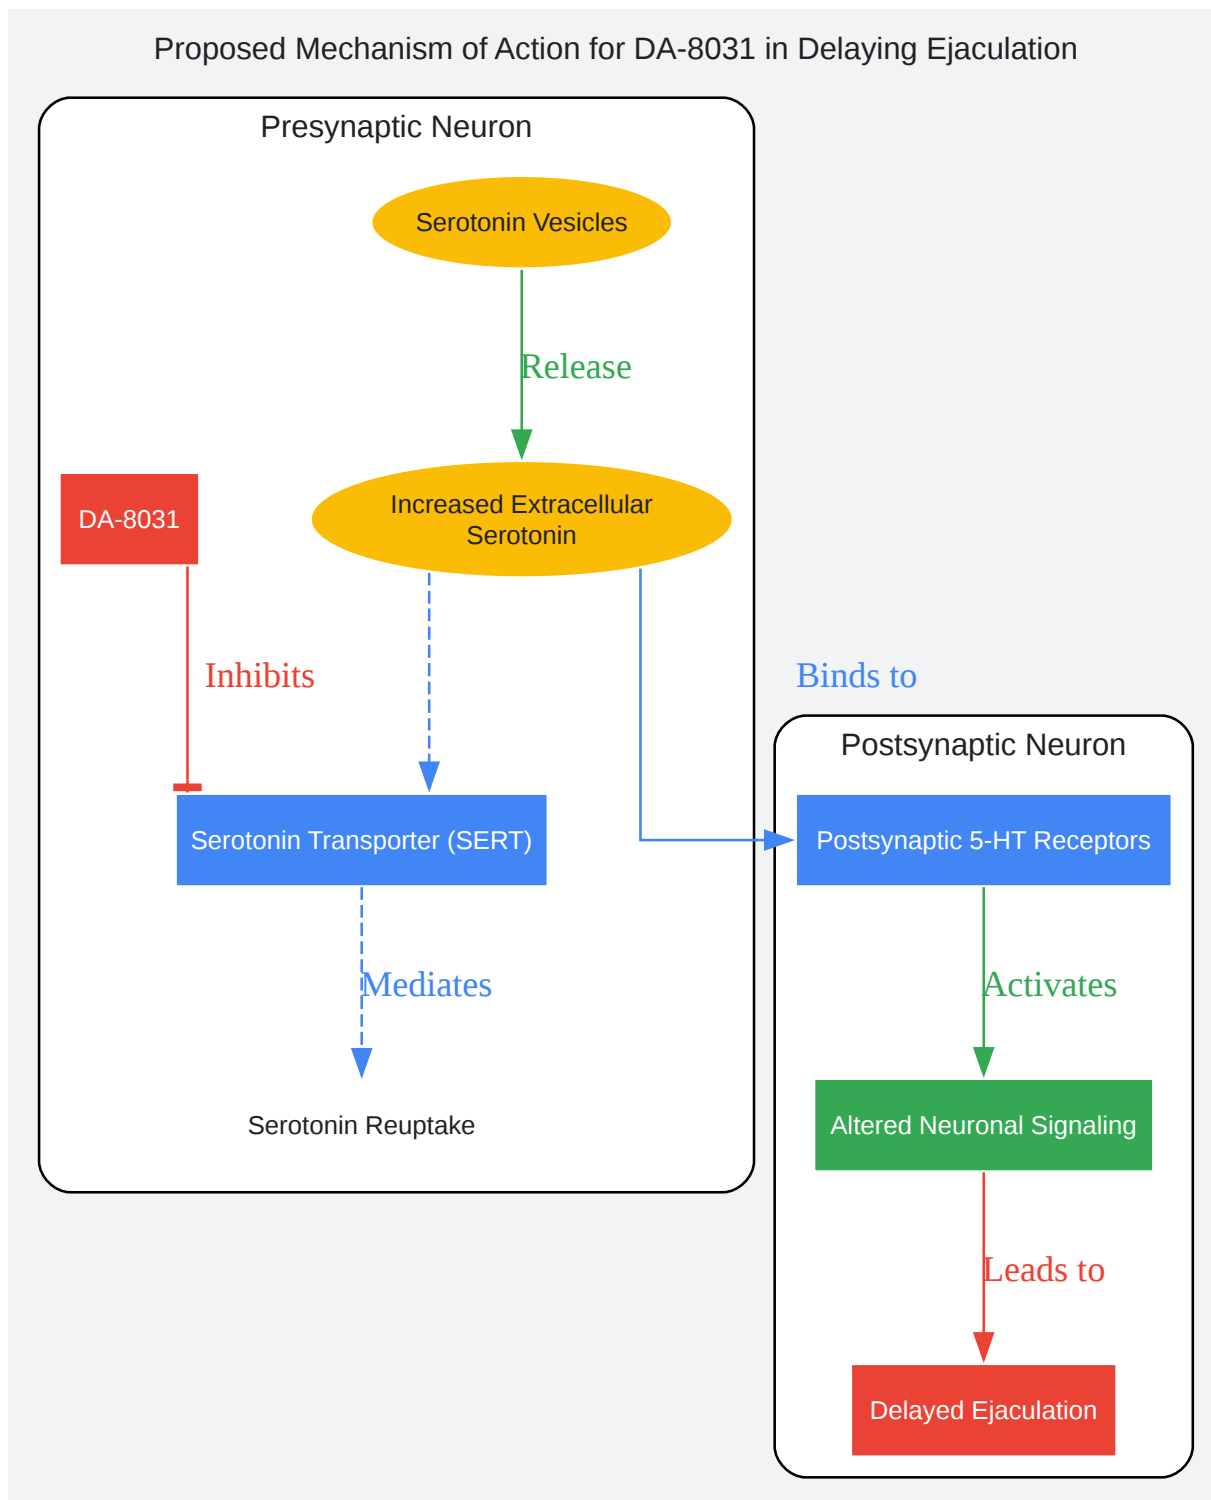 Proposed Mechanism of Action for DA-8031 in Delaying Ejaculation
Presynaptic Neuron
Serotonin Vesicles
Release
DA-8031
Increased Extracellular
Serotonin
Inhibits
Binds to
Postsynaptic Neuron
Serotonin Transporter (SERT)
Postsynaptic 5-HT Receptors
Mediates
Activates
Serotonin Reuptake
Altered Neuronal Signaling
Leads to
Delayed Ejaculation